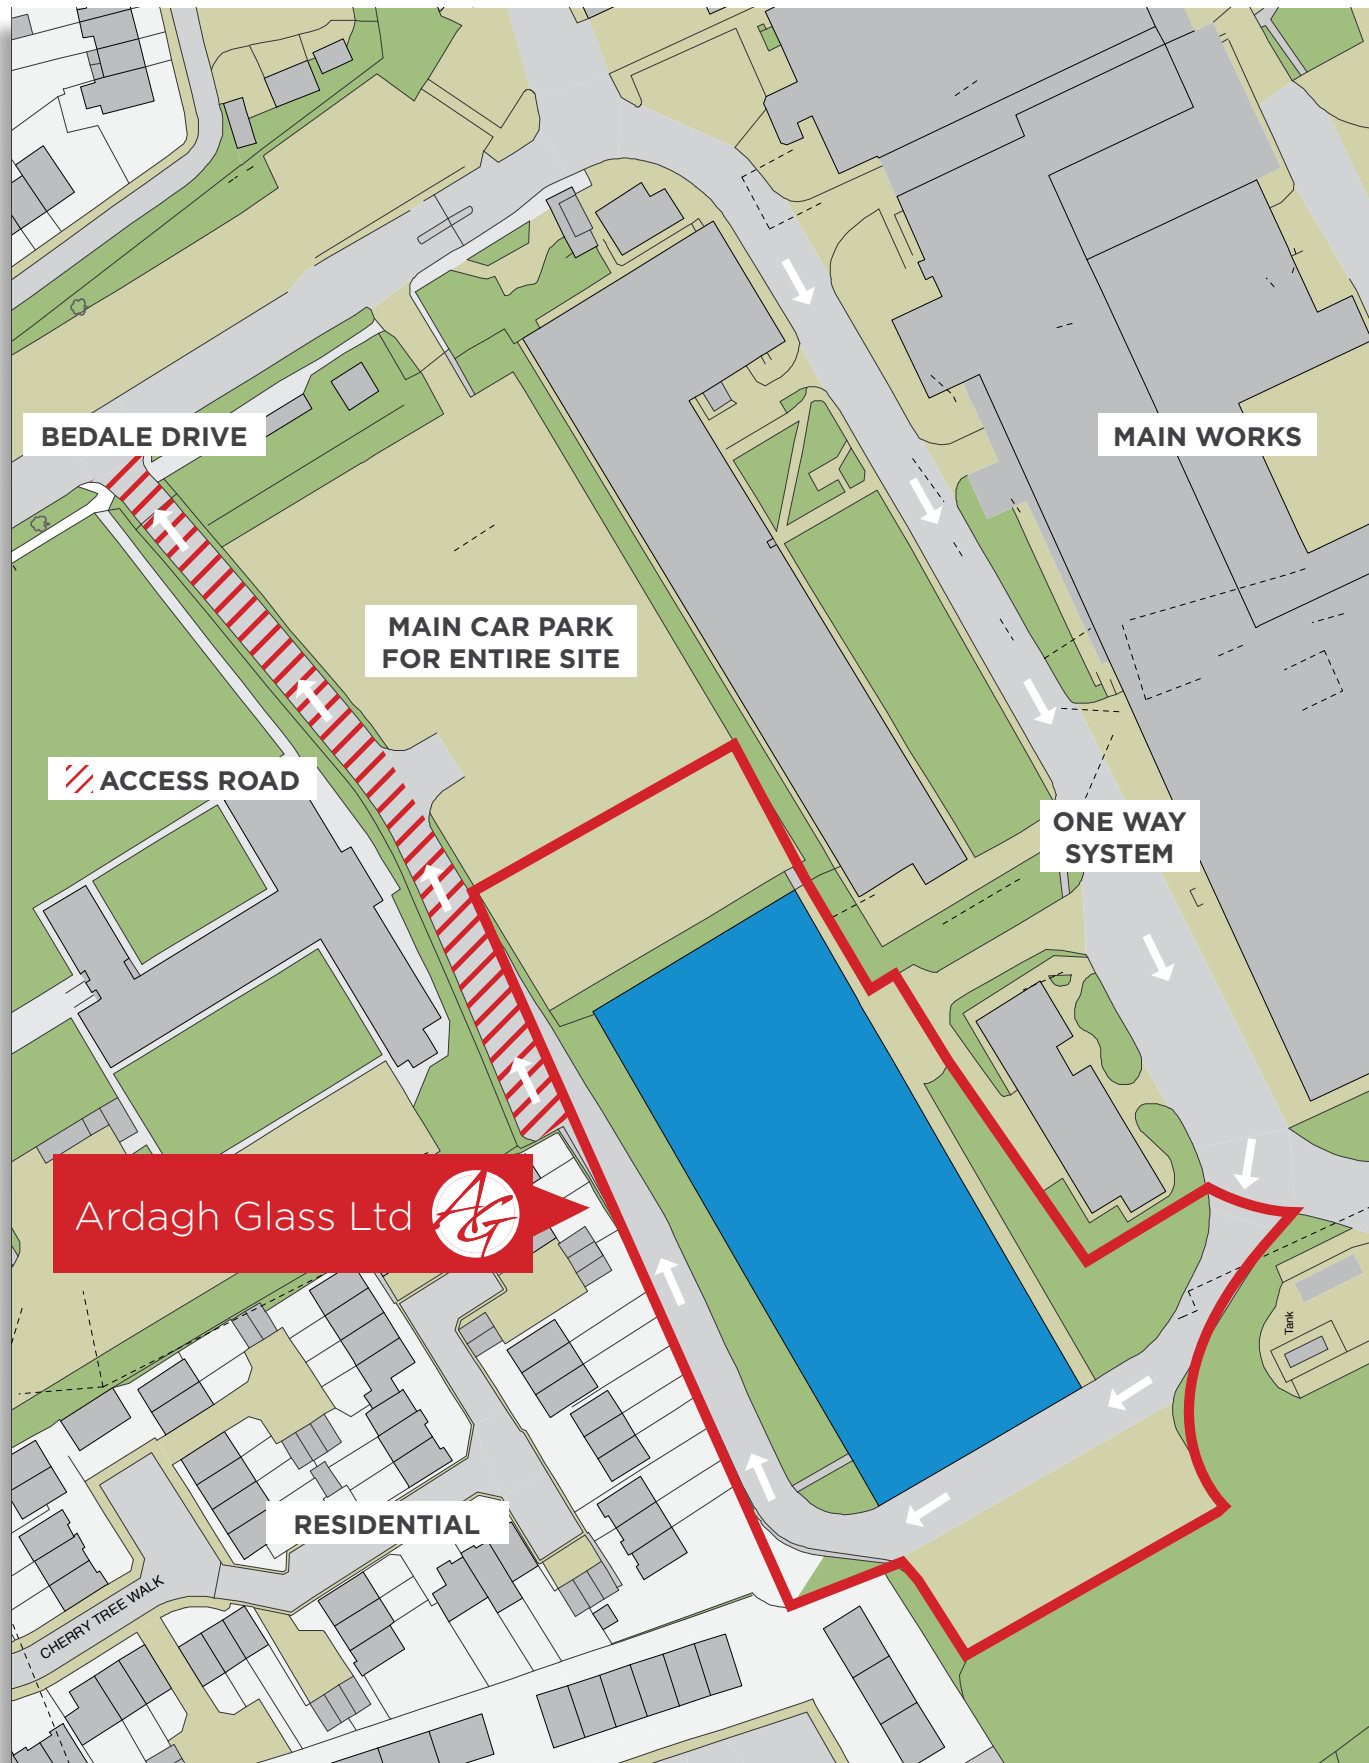 BEDALE DRIVE
MAIN WORKS
MAIN CAR PARK
FOR ENTIRE SITE
ACCESS ROAD
ONE WAY
SYSTEM
Ardagh Glass Ltd AG
Tank
RESIDENTIAL
CHERRY TREE WALK